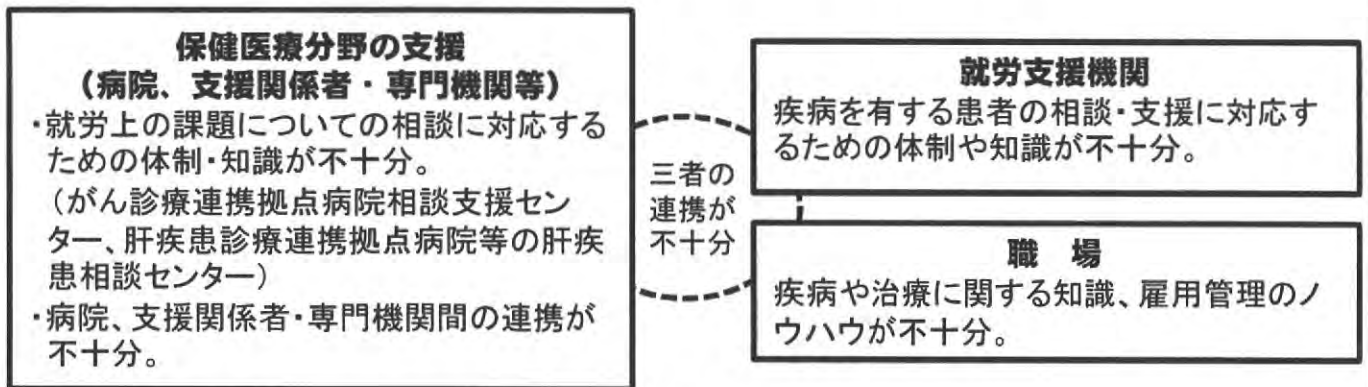 保健医療分野の支援
（病院、支援関係者・専門機関等）
・就労上の課題についての相談に対応する
ための体制・知識が不十分。
（がん診療連携拠点病院相談支援セン
ター、肝疾患診療連携拠点病院等の肝疾
患相談センター）
・病院、支援関係者・専門機関間の連携が
不十分。
三者の
連携が
不十分
就労支援機関
疾病を有する患者の相談・支援に対応す
るための体制や知識が不十分。
職　場
疾病や治療に関する知識、雇用管理のノ
ウハウが不十分。